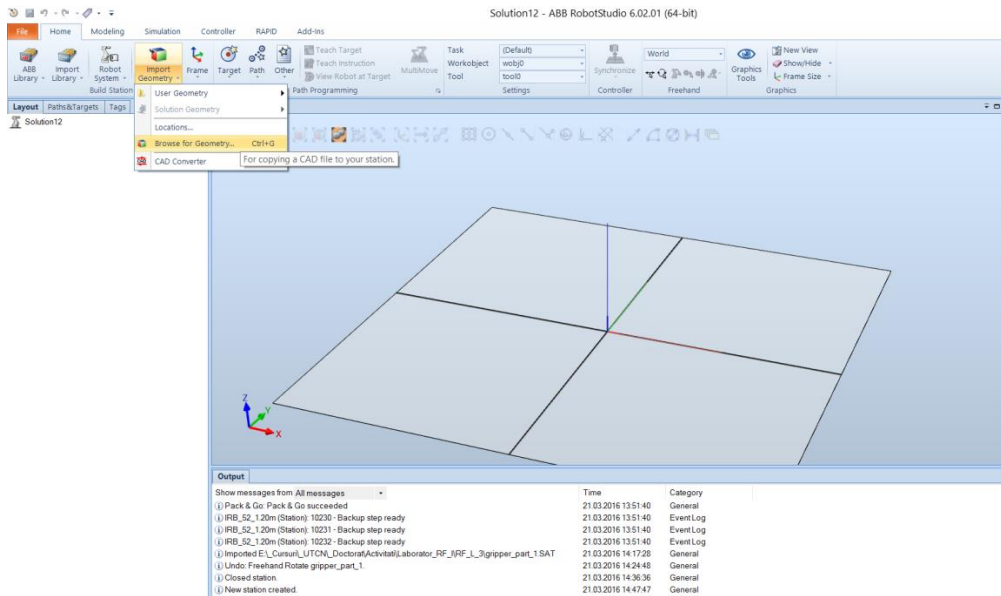 Solution12 - ABB RobotStudio 6.02.01 (64-bit)
File Home Modeling Simulation Controller RAPID Add-Ins
ABB Library Import Library Robot System Import Geometry Frame Target Path Other
Teach Target
Teach Instruction
View Robot at Target
MultiMove
Task (Default)
Workobject wobj0
Tool tool0
Synchronize
World
Graphics Tools
New View
Show/Hide
Frame Size
Build Station Path Programming Settings Controller Freehand Graphics
Layout Paths&Targets Tags
Solution12
User Geometry
Solution Geometry
Locations...
Browse for Geometry... Ctrl+G
CAD Converter
For copying a CAD file to your station.
Z
Y
X
Output
Show messages from All messages Time Category
Pack & Go: Pack & Go succeeded 21.03.2016 13:51:40 General
IRB_52_1.20m (Station): 10230 - Backup step ready 21.03.2016 13:51:40 Event Log
IRB_52_1.20m (Station): 10231 - Backup step ready 21.03.2016 13:51:40 Event Log
IRB_52_1.20m (Station): 10232 - Backup step ready 21.03.2016 13:51:40 Event Log
Imported E:\_Cursuri\_UTCN\_Doctorat\Activitati\Laborator_RF_I\RF_L_3\gripper_part_1.SAT 21.03.2016 14:17:28 General
Undo: Freehand Rotate gripper_part_1. 21.03.2016 14:24:48 General
Closed station. 21.03.2016 14:36:36 General
New station created. 21.03.2016 14:47:47 General